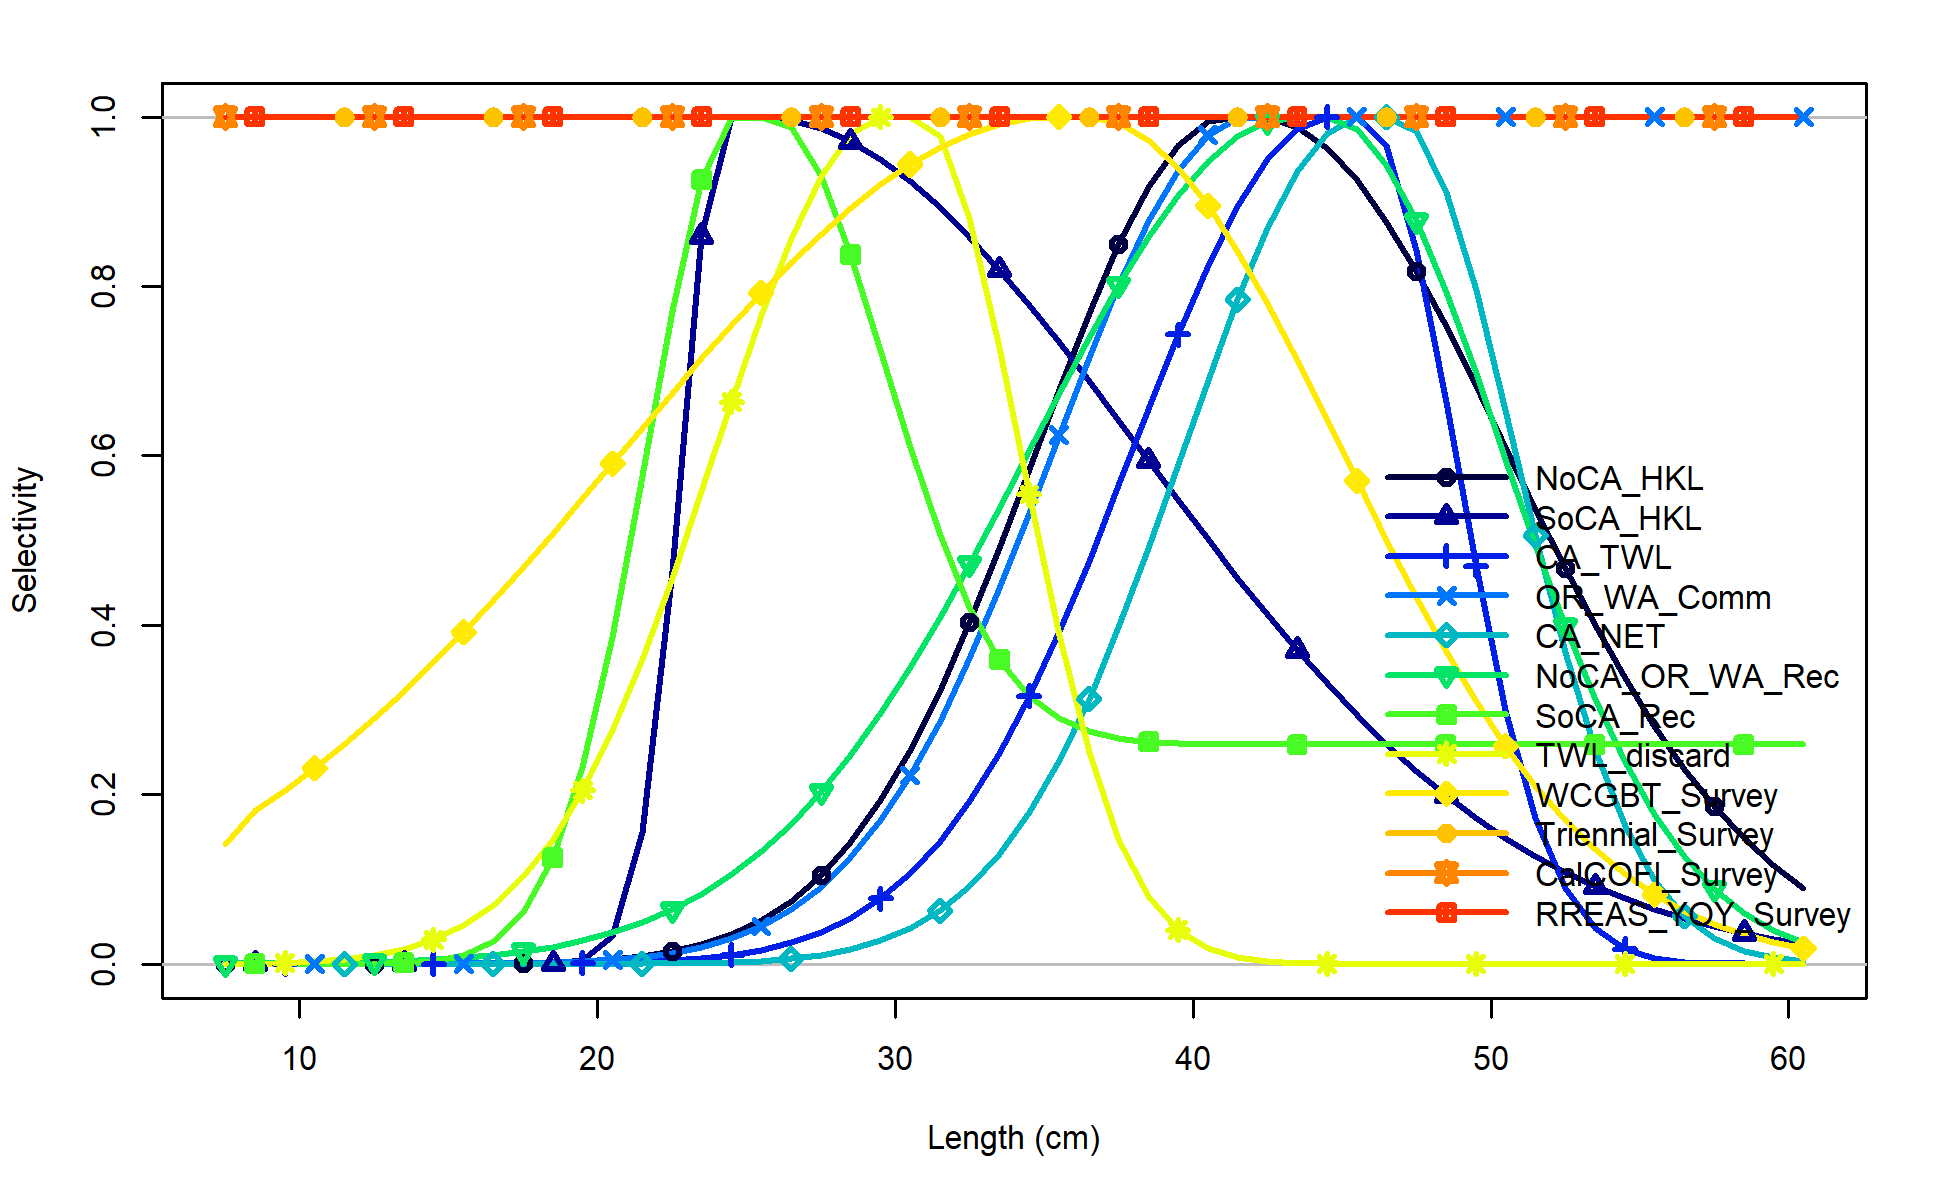 1.0
0.8
0.6
0.4
0.2
0.0
Selectivity
NoCA_HKL
SoCA_HKL
CA_TWL
OR_WA_Comm
CA_NET
NoCA_OR_WA_Rec
SoCA_Rec
TWL_discard
WCGBT_Survey
Triennial_Survey
CalCOFI_Survey
RREAS_YOY_Survey
10 20 30 40 50 60
Length (cm)